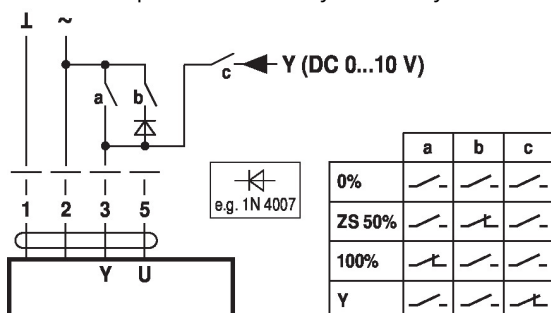 ⊥ ~
a b c Y (DC 0...10 V)
1 2 3 5
Y U
e.g. 1N 4007
a b c
0%
ZS 50%
100%
Y